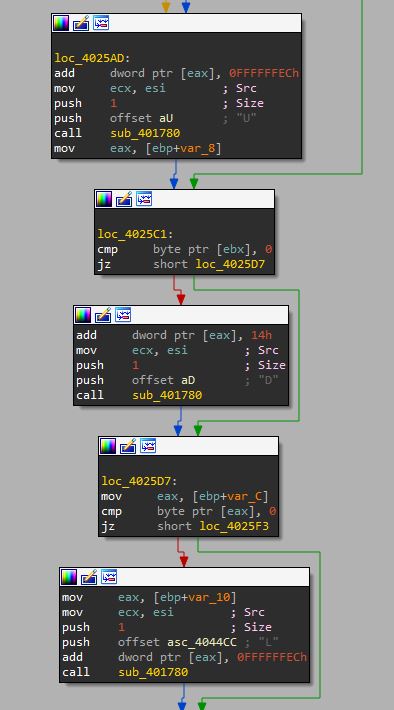 loc_4025AD:
add dword ptr [eax], 0FFFFFFECh
mov ecx, esi ; Src
push 1 ; Size
push offset aU ; "U"
call sub_401780
mov eax, [ebp+var_8]
loc_4025C1:
cmp byte ptr [ebx], 0
jz short loc_4025D7
add dword ptr [eax], 14h
mov ecx, esi ; Src
push 1 ; Size
push offset aD ; "D"
call sub_401780
loc_4025D7:
mov eax, [ebp+var_C]
cmp byte ptr [eax], 0
jz short loc_4025F3
mov eax, [ebp+var_10]
mov ecx, esi ; Src
push 1 ; Size
push offset asc_4044CC ; "L"
add dword ptr [eax], 0FFFFFFECh
call sub_401780